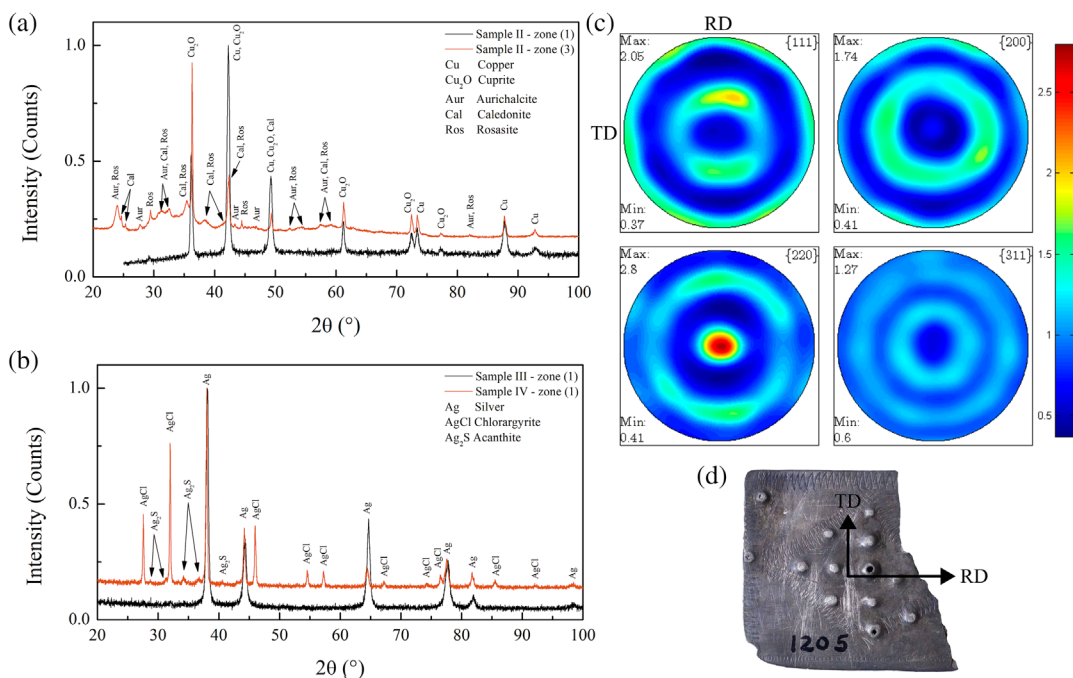 (a)
1.0
0.5
0.0
Intensity (Counts)
20 30 40 50 60 70 80 90 100
2θ (°)
Sample II - zone (1)
Sample II - zone (3)
Cu Copper
Cu₂O Cuprite
Aur Aurichalcite
Cal Caledonite
Ros Rosasite
Aur, Ros
Cal
Aur
Ros
Aur, Cal, Ros
Cal, Ros
Cu₂O
Cal, Ros
Cu, Cu₂O
Cal, Ros
Aur
Ros
Aur
Cu, Cu₂O, Cal
Aur, Ros
Aur, Cal, Ros
Cu₂O
Cu₂O
Cu
Cu₂O
Aur, Ros
Cu
Cu
(b)
1.0
0.5
0.0
Intensity (Counts)
20 30 40 50 60 70 80 90 100
2θ (°)
Sample III - zone (1)
Sample IV - zone (1)
Ag Silver
AgCl Chlorargyrite
Ag₂S Acanthite
AgCl
Ag₂S
AgCl
Ag₂S
Ag
Ag₂S
Ag
AgCl
AgCl
AgCl
Ag
AgCl
AgCl
AgCl
Ag
Ag
AgCl
AgCl
Ag
(c)
RD
TD
Max:
2.05
{111}
Min:
0.37
Max:
1.74
{200}
Min:
0.41
Max:
2.8
{220}
Min:
0.41
Max:
1.27
{311}
Min:
0.6
2.5
2
1.5
1
0.5
(d)
TD
RD
1205